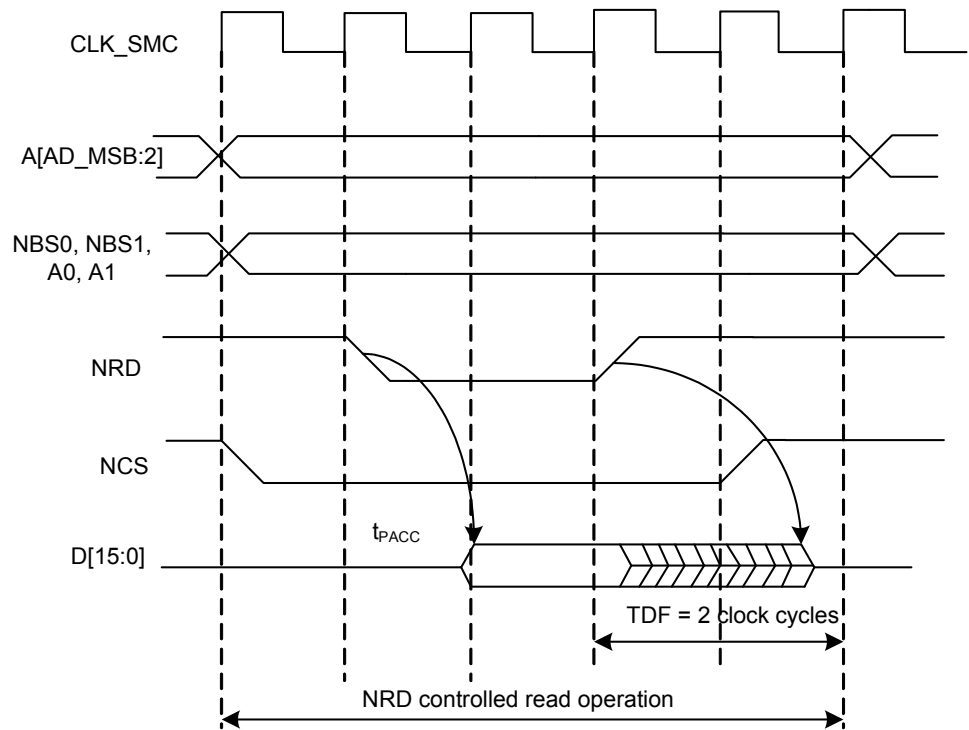 CLK_SMC
A[AD_MSB:2]
NBS0, NBS1,
A0, A1
NRD
NCS
tPACC
D[15:0]
TDF = 2 clock cycles
NRD controlled read operation